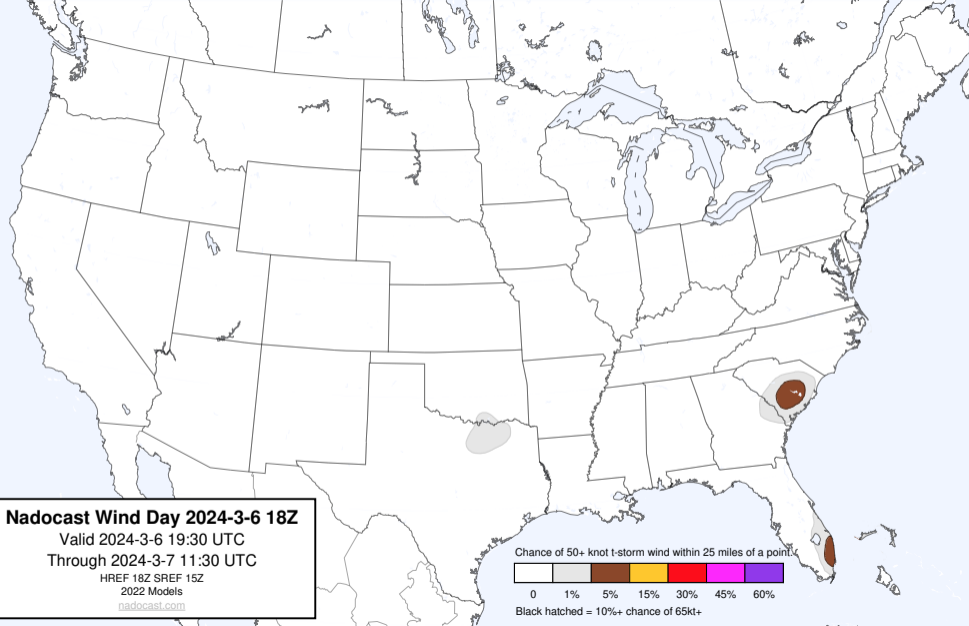 Nadocast Wind Day 2024-3-6 18Z
Valid 2024-3-6 19:30 UTC
Through 2024-3-7 11:30 UTC
HREF 18Z SREF 15Z
2022 Models
nadocast.com
Chance of 50+ knot t-storm wind within 25 miles of a point.
0 1% 5% 15% 30% 45% 60%
Black hatched = 10%+ chance of 65kt+